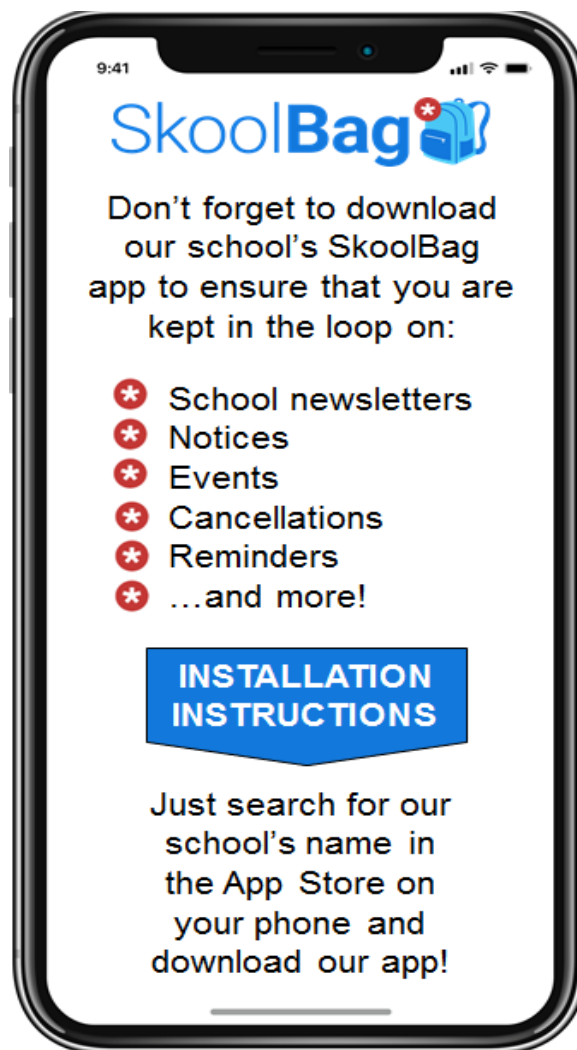 9:41
SkoolBag
Don’t forget to download
our school’s SkoolBag
app to ensure that you are
kept in the loop on:
School newsletters
Notices
Events
Cancellations
Reminders
…and more!
INSTALLATION
INSTRUCTIONS
Just search for our
school’s name in
the App Store on
your phone and
download our app!